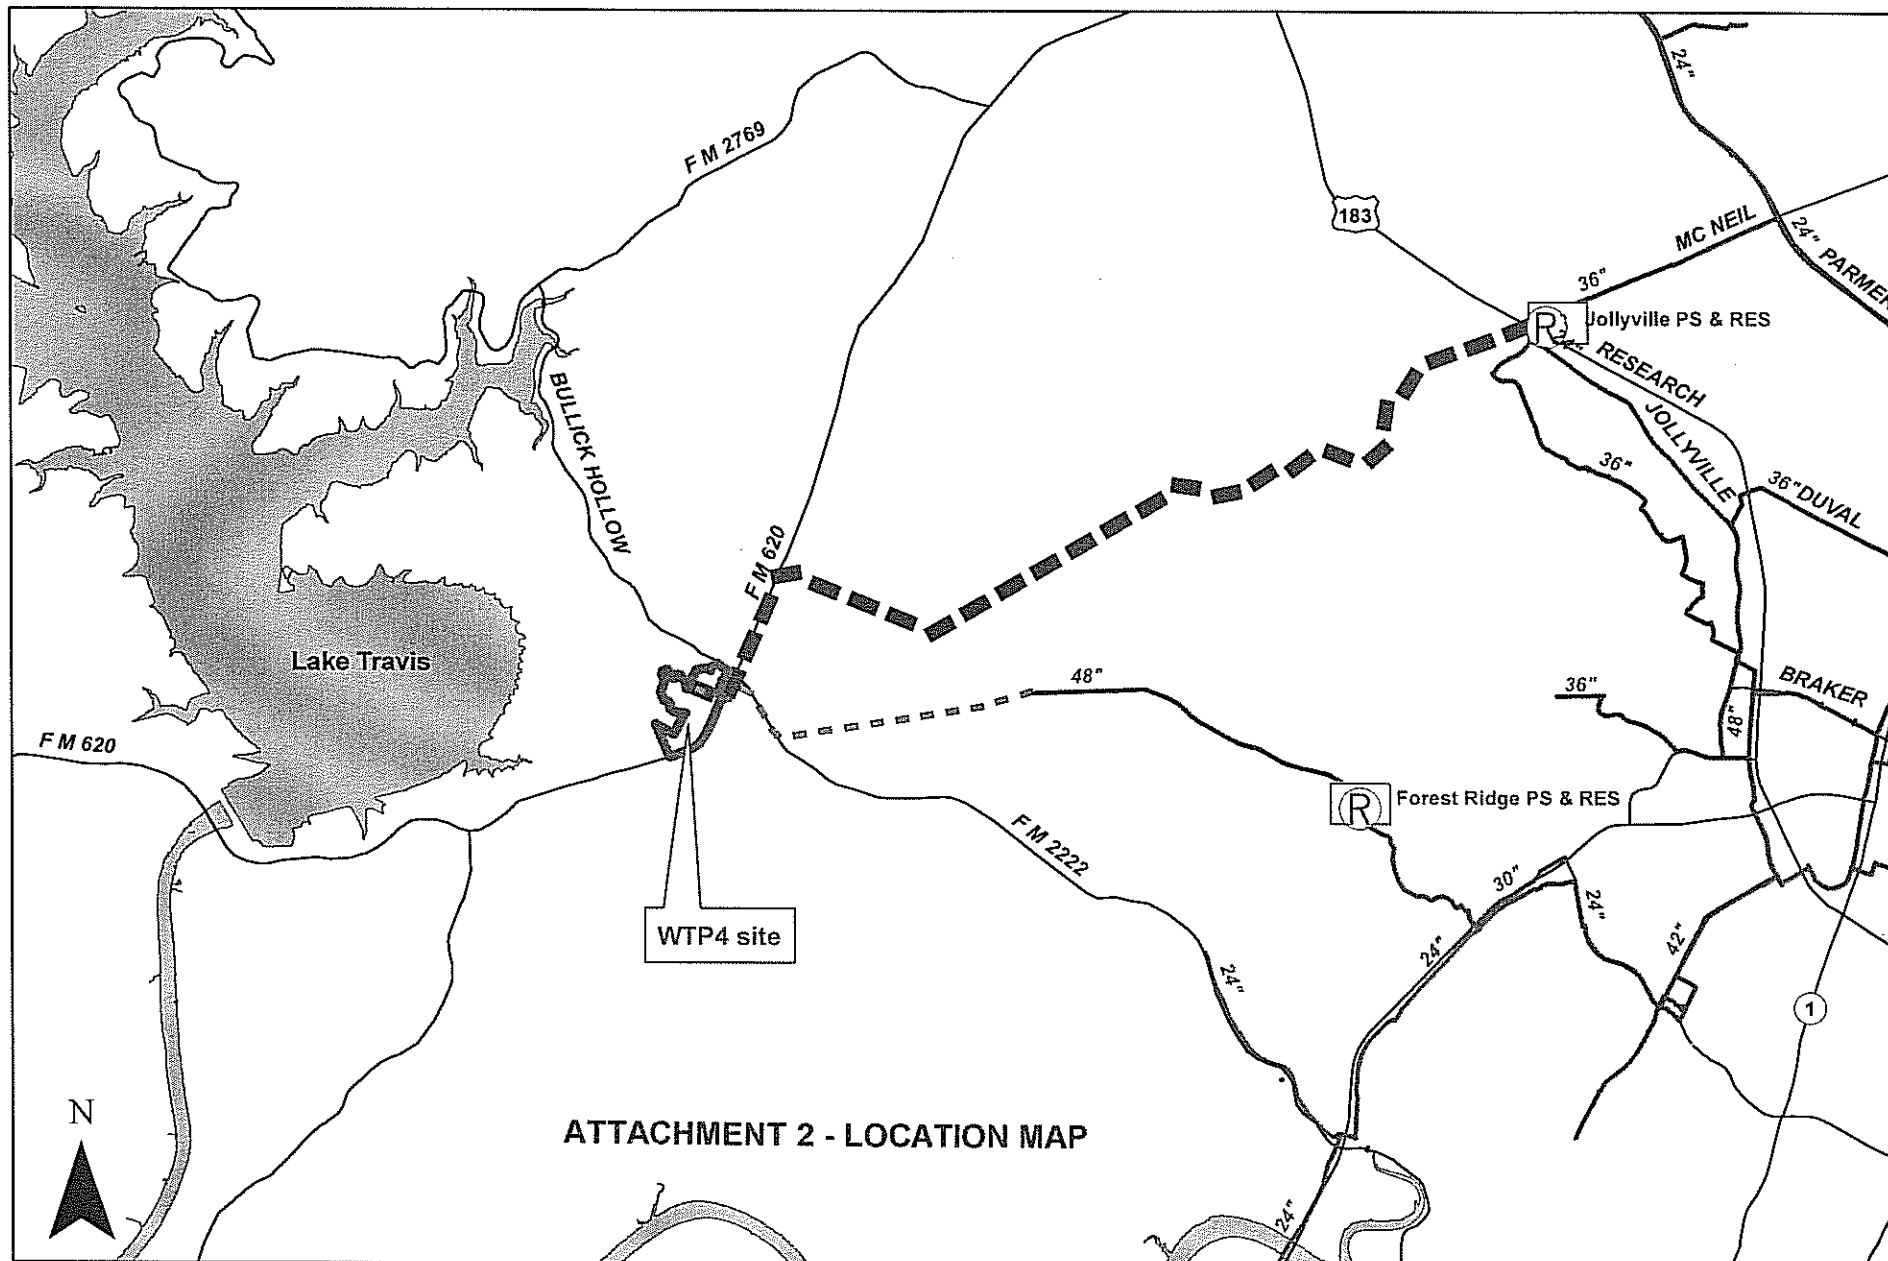 24"
F M 2769
183
MC NEIL
24"
PARMER
36"
Jollyville PS & RES
R
24"
RESEARCH
JOLLYVILLE
BULLICK HOLLOW
36"
36"
DUVAL
F M 620
Lake Travis
48"
36"
BRAKER
48"
F M 620
R
Forest Ridge PS & RES
F M 2222
30"
24"
WTP4 site
42"
24"
24"
1
N
ATTACHMENT 2 - LOCATION MAP
24"